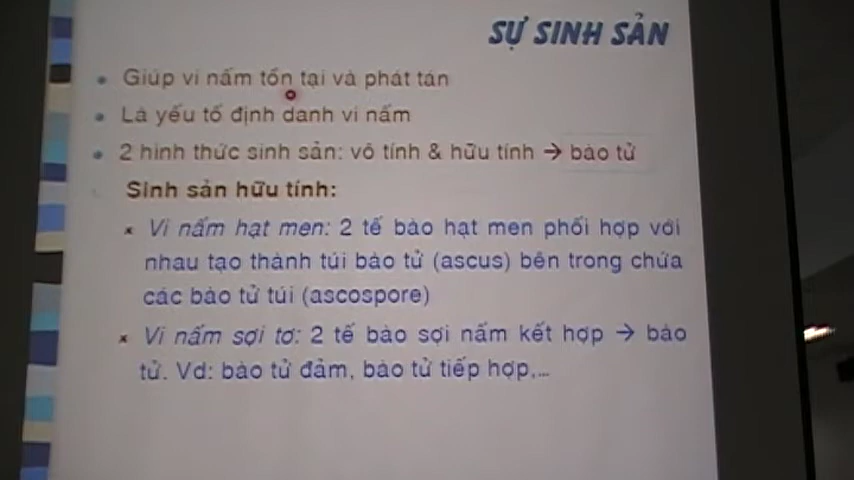 SỰ SINH SẢN
• Giúp vi nấm tồn tại và phát tán
• Là yếu tố định danh vi nấm
• 2 hình thức sinh sản: vô tính & hữu tính → bào tử
Sinh sản hữu tính:
× Vi nấm hạt men: 2 tế bào hạt men phối hợp với
nhau tạo thành túi bào tử (ascus) bên trong chứa
các bào tử túi (ascospore)
× Vi nấm sợi tơ: 2 tế bào sợi nấm kết hợp → bào
tử. Vd: bào tử đảm, bào tử tiếp hợp,...